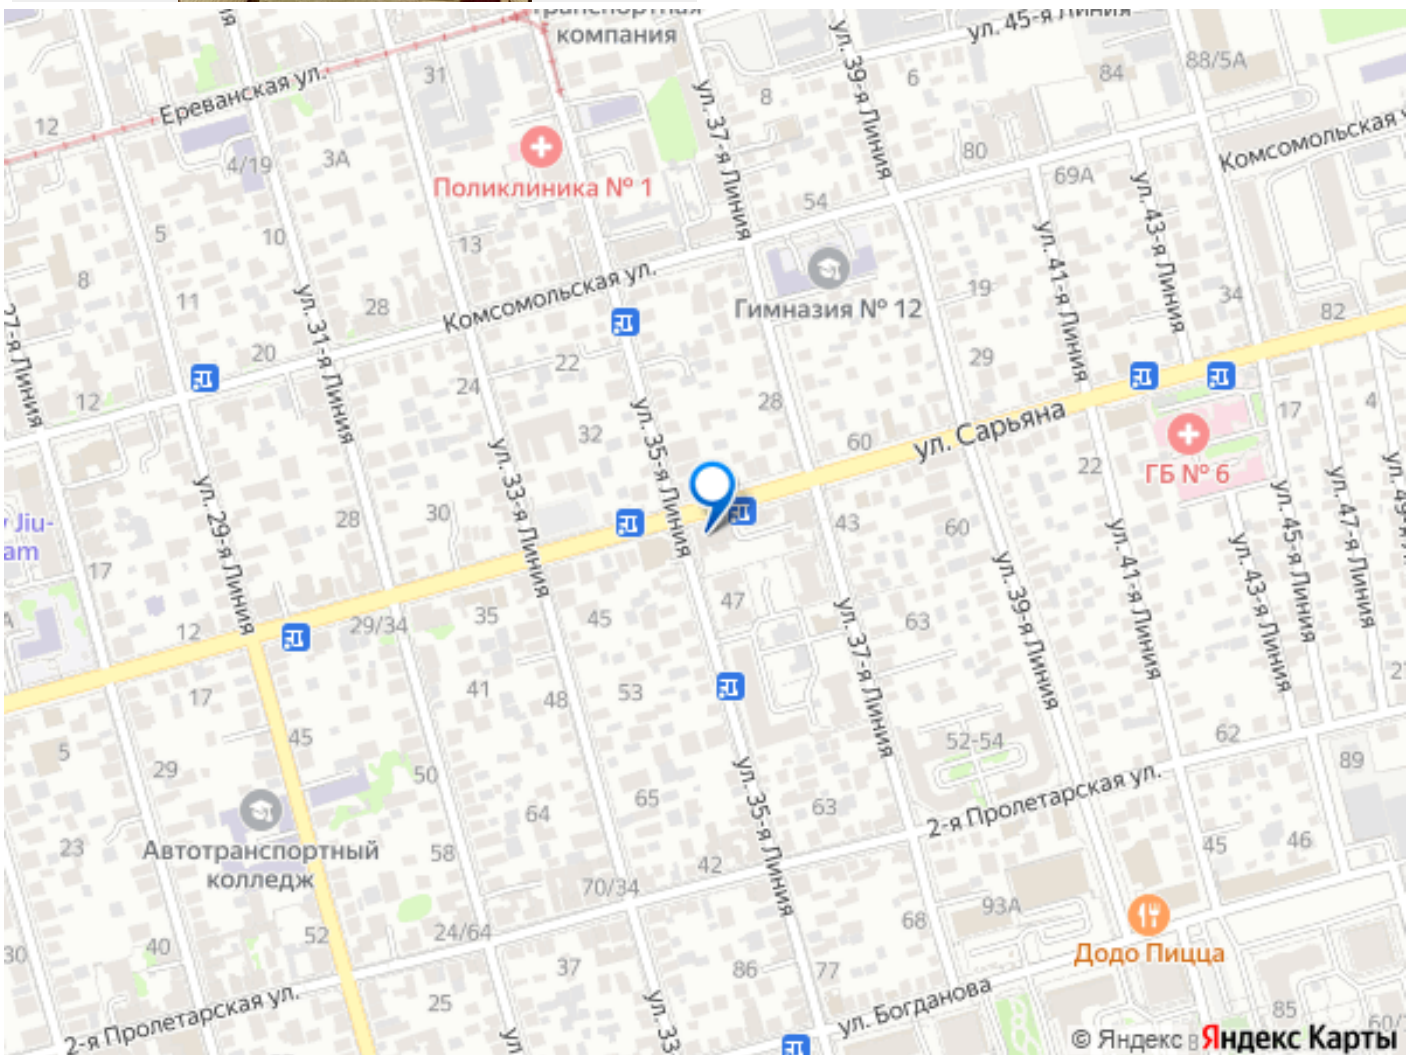 транспортная
компания
ул. 45-я Линия
ул. 39-я Линия
88/5А
84
6
31
8
Ереванская ул.
ул. 37-я Линия
12
Комсомольская
4/19
3А
Поликлиника № 1
80
69А
54
ул. 43-я Линия
5
10
13
ул. 41-я Линия
Гимназия № 12
8
11
28
Комсомольская ул.
19
34
82
27-я Линия
ул. 31-я Линия
20
22
29
24
12
28
17
4
ул. 35-я Линия
32
60
ул. Сарьяна
ул. 33-я Линия
22
ГБ № 6
ул. 29-я Линия
28
30
43
60
ул. 45-я Линия
ул. 47-я Линия
ул. 49-я
Jiu-
am
17
ул. 41-я Линия
ул. 43-я Линия
ул. 39-я Линия
12
29/34
35
45
47
63
ул. 37-я Линия
17
41
48
53
5
45
52-54
62
29
50
ул. 35-я Линия
89
64
65
63
2-я Пролетарская ул.
23
Автотранспортный
колледж
58
42
45
46
70/34
40
52
24/64
68
93А
30
37
86
77
Додо Пицца
2-я Пролетарская ул.
25
ул.
ул. 33
ул. Богданова
85
© Яндекс
Яндекс Карты